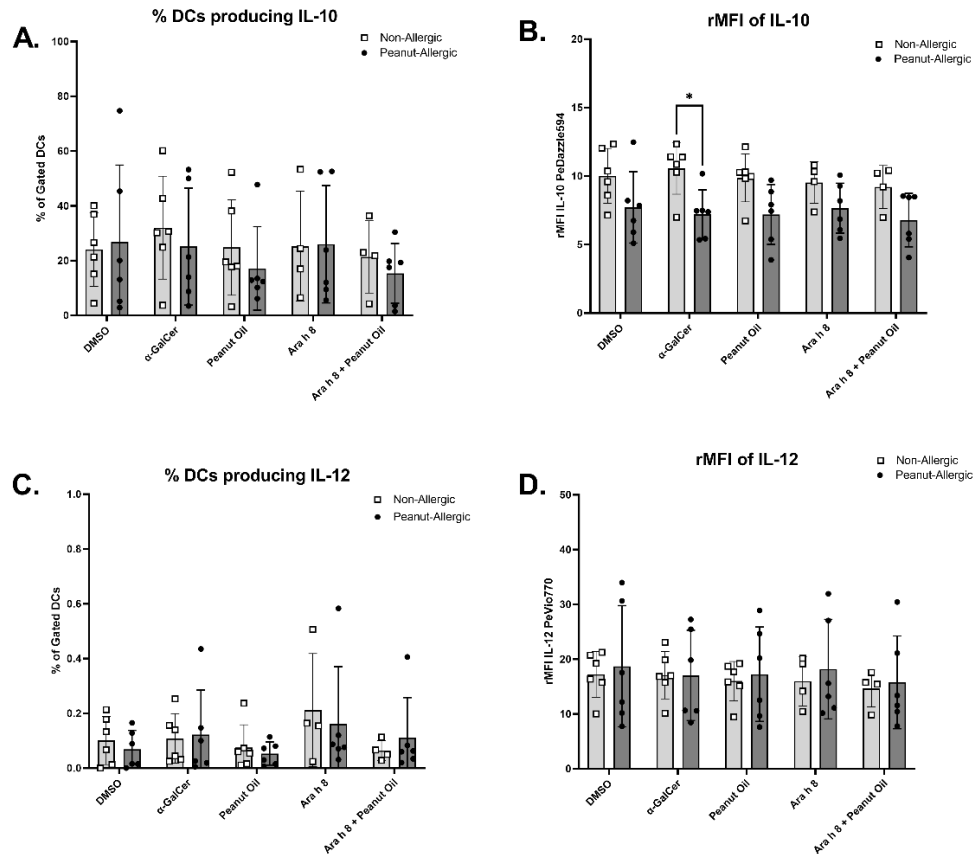 A.
% DCs producing IL-10
Non-Allergic
Peanut-Allergic
% of Gated DCs
100
80
60
40
20
0
DMSO
α-GalCer
Peanut Oil
Ara h 8
Ara h 8 + Peanut Oil
B.
rMFI of IL-10
Non-Allergic
Peanut-Allergic
rMFI IL-10 PeDazzle594
20
15
10
5
0
*
DMSO
α-GalCer
Peanut Oil
Ara h 8
Ara h 8 + Peanut Oil
C.
% DCs producing IL-12
Non-Allergic
Peanut-Allergic
% of Gated DCs
1.0
0.8
0.6
0.4
0.2
0.0
DMSO
α-GalCer
Peanut Oil
Ara h 8
Ara h 8 + Peanut Oil
D.
rMFI of IL-12
Non-Allergic
Peanut-Allergic
rMFI IL-12 PeVio770
50
40
30
20
10
0
DMSO
α-GalCer
Peanut Oil
Ara h 8
Ara h 8 + Peanut Oil